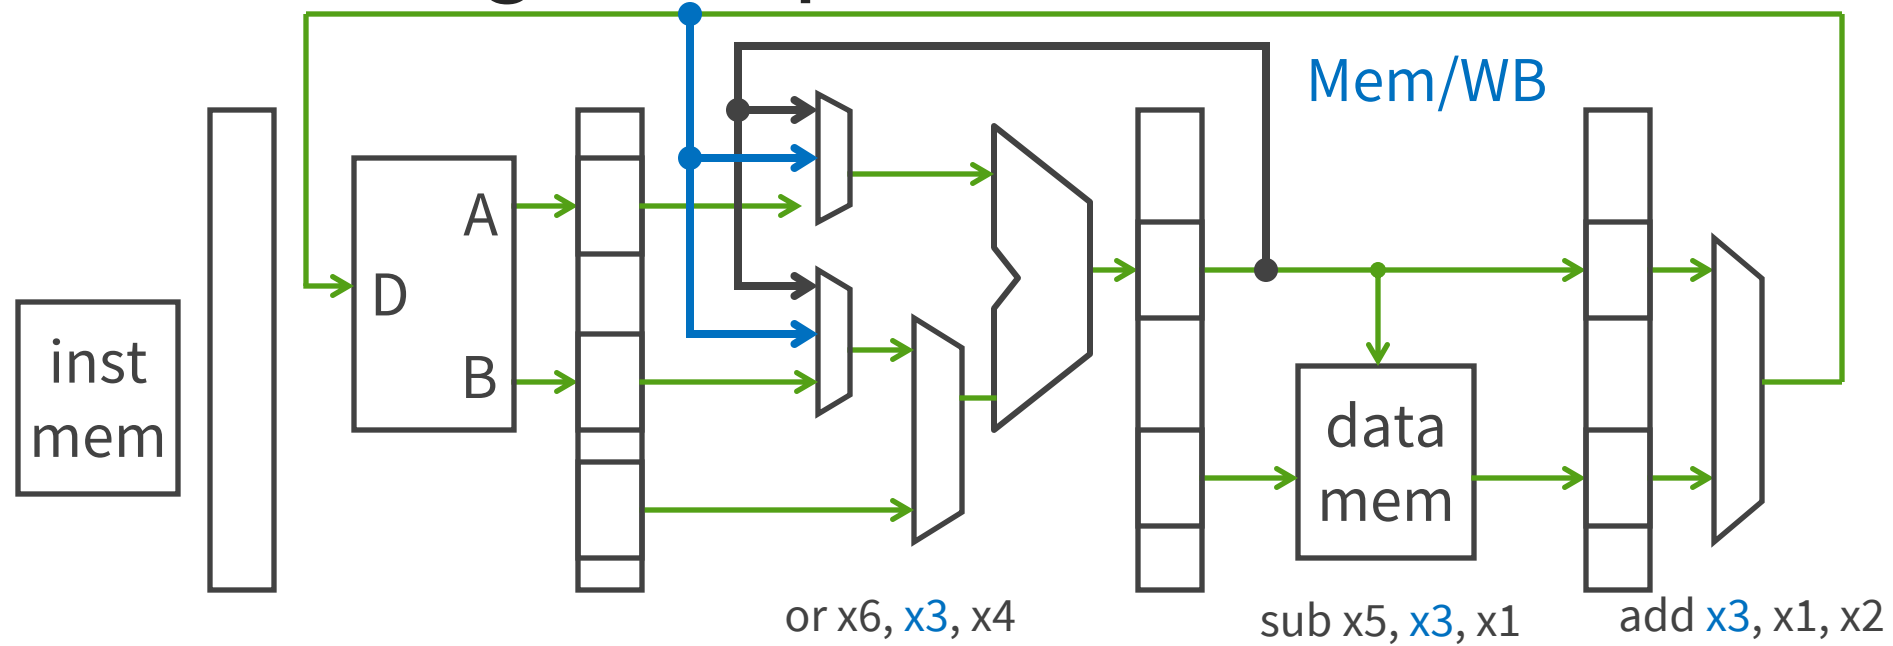 Mem/WB
A
D
B
inst
mem
data
mem
or x6, x3, x4
sub x5, x3, x1
add x3, x1, x2